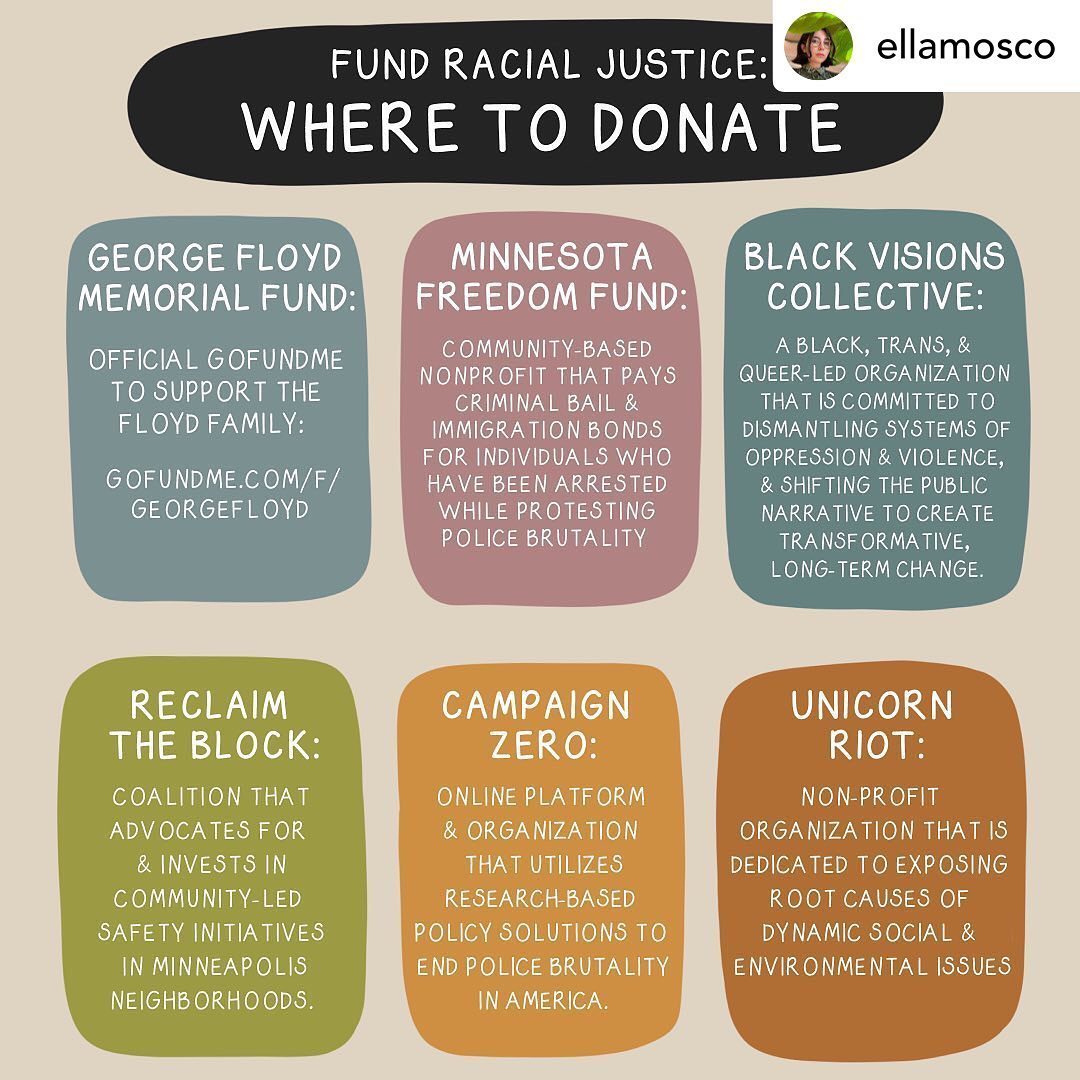 FUND RACIAL JUSTICE:
WHERE TO DONATE
ellamosco
GEORGE FLOYD
MEMORIAL FUND:
OFFICIAL GOFUNDME
TO SUPPORT THE
FLOYD FAMILY:
GOFUNDME.COM/F/
GEORGEFLOYD
MINNESOTA
FREEDOM FUND:
COMMUNITY-BASED
NONPROFIT THAT PAYS
CRIMINAL BAIL &
IMMIGRATION BONDS
FOR INDIVIDUALS WHO
HAVE BEEN ARRESTED
WHILE PROTESTING
POLICE BRUTALITY
BLACK VISIONS
COLLECTIVE:
A BLACK, TRANS, &
QUEER-LED ORGANIZATION
THAT IS COMMITTED TO
DISMANTLING SYSTEMS OF
OPPRESSION & VIOLENCE,
& SHIFTING THE PUBLIC
NARRATIVE TO CREATE
TRANSFORMATIVE,
LONG-TERM CHANGE.
RECLAIM
THE BLOCK:
COALITION THAT
ADVOCATES FOR
& INVESTS IN
COMMUNITY-LED
SAFETY INITIATIVES
IN MINNEAPOLIS
NEIGHBORHOODS.
CAMPAIGN
ZERO:
ONLINE PLATFORM
& ORGANIZATION
THAT UTILIZES
RESEARCH-BASED
POLICY SOLUTIONS TO
END POLICE BRUTALITY
IN AMERICA.
UNICORN
RIOT:
NON-PROFIT
ORGANIZATION THAT IS
DEDICATED TO EXPOSING
ROOT CAUSES OF
DYNAMIC SOCIAL &
ENVIRONMENTAL ISSUES